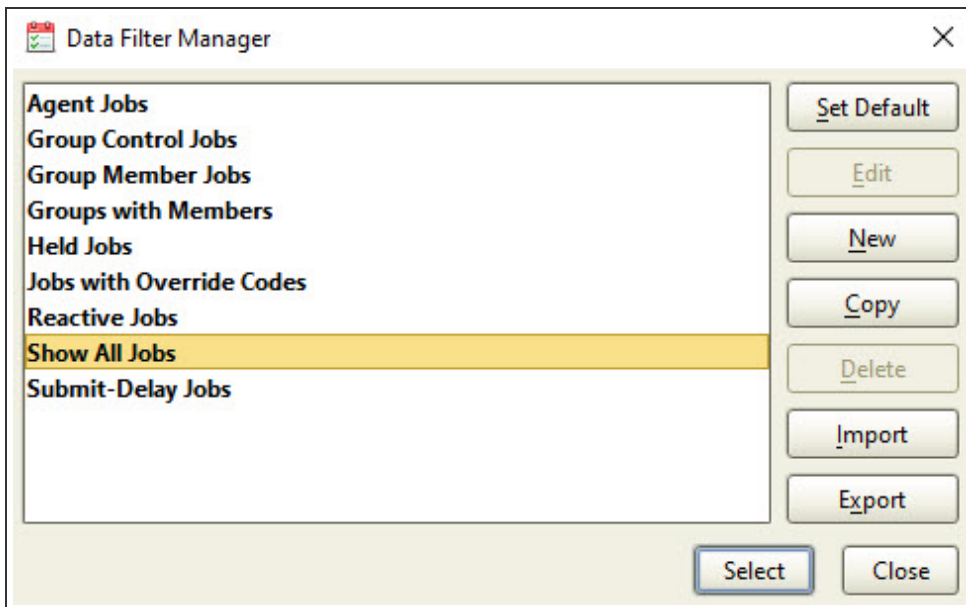 Data Filter Manager
Agent Jobs
Group Control Jobs
Group Member Jobs
Groups with Members
Held Jobs
Jobs with Override Codes
Reactive Jobs
Show All Jobs
Submit-Delay Jobs
Set Default
Edit
New
Copy
Delete
Import
Export
Select
Close